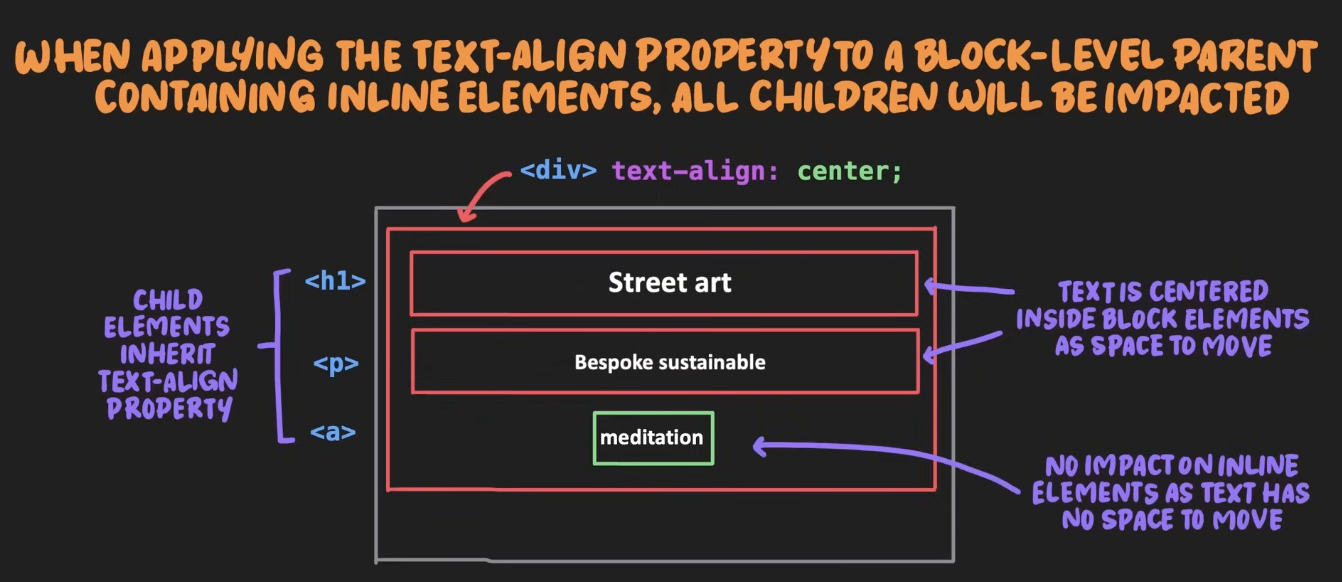 WHEN APPLYING THE TEXT-ALIGN PROPERTY TO A BLOCK-LEVEL PARENT
CONTAINING INLINE ELEMENTS, ALL CHILDREN WILL BE IMPACTED
<div> text-align: center;
CHILD
ELEMENTS
INHERIT
TEXT-ALIGN
PROPERTY
<h1>
<p>
<a>
Street art
Bespoke sustainable
meditation
TEXT IS CENTERED
INSIDE BLOCK ELEMENTS
AS SPACE TO MOVE
NO IMPACT ON INLINE
ELEMENTS AS TEXT HAS
NO SPACE TO MOVE